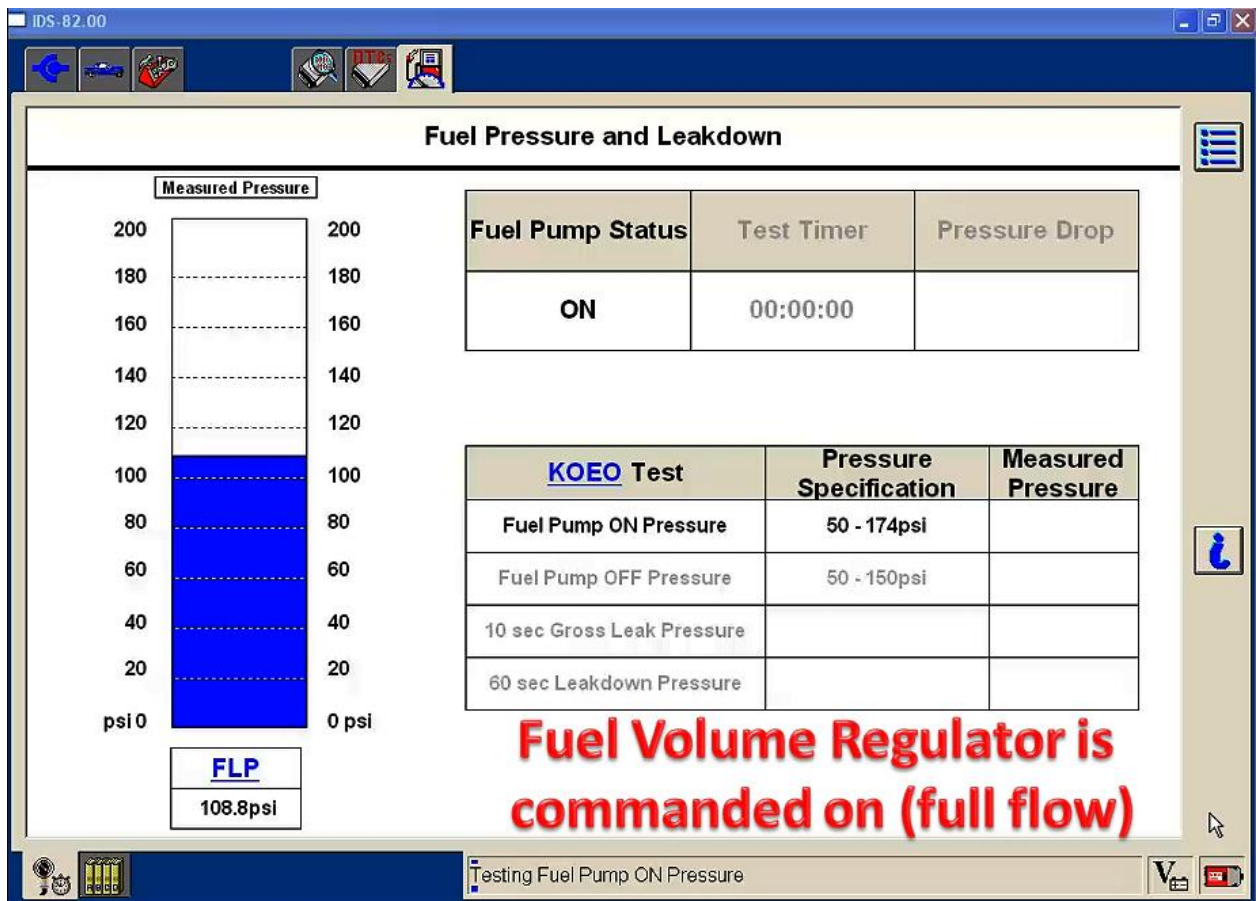 IDS-82.00
DTCs
Fuel Pressure and Leakdown
Measured Pressure
200 200
180 180
160 160
140 140
120 120
100 100
80 80
60 60
40 40
20 20
psi 0 0 psi
FLP
108.8psi
Fuel Pump Status Test Timer Pressure Drop
ON 00:00:00
KOEO Test Pressure Specification Measured Pressure
Fuel Pump ON Pressure 50 - 174psi
Fuel Pump OFF Pressure 50 - 150psi
10 sec Gross Leak Pressure
60 sec Leakdown Pressure
Fuel Volume Regulator is
commanded on (full flow)
Testing Fuel Pump ON Pressure
V